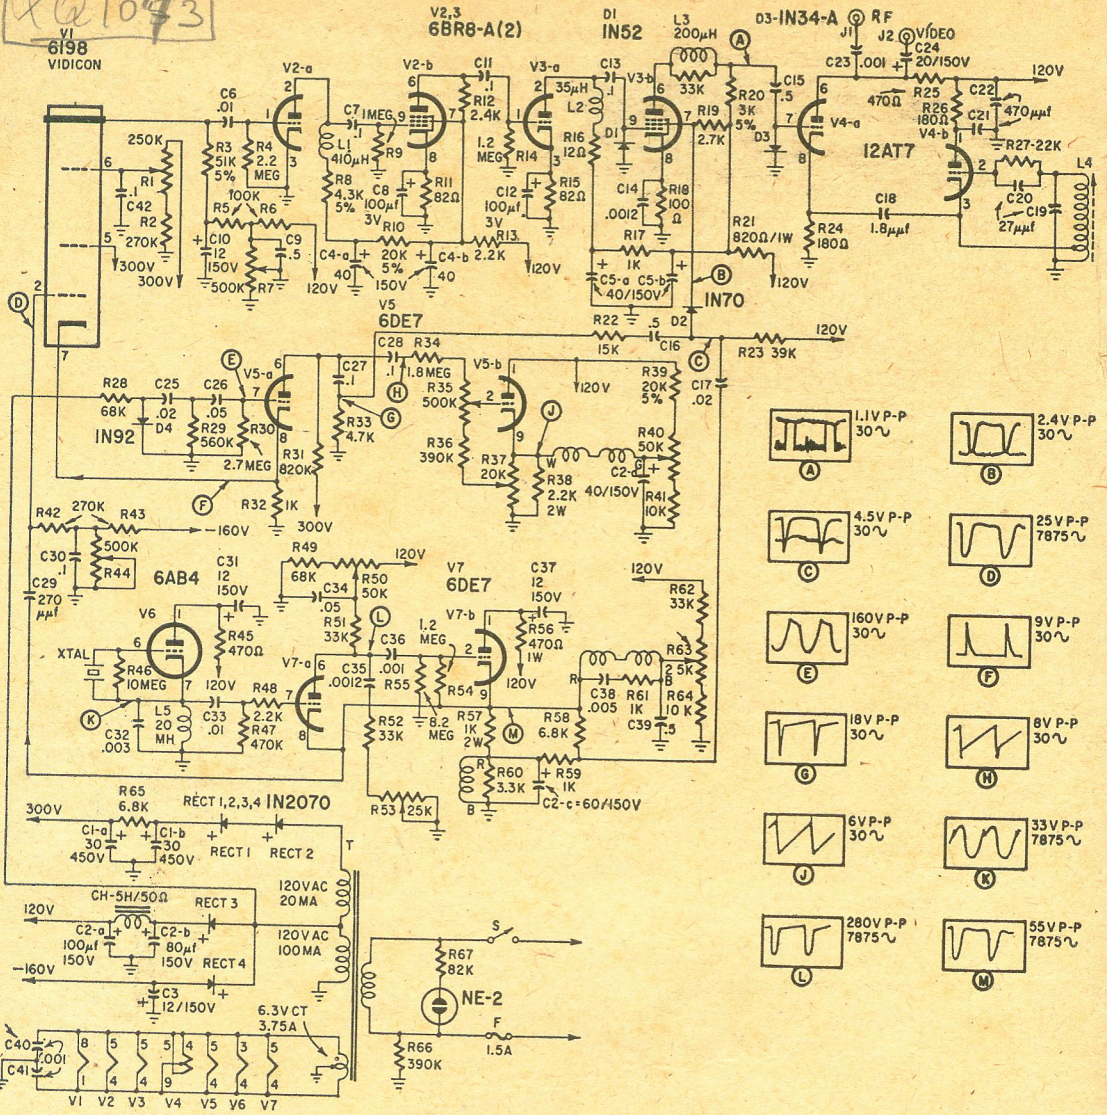 XQ1073
V1
6198
VIDICON
V2,3
6BR8-A(2)
D1
1N52
L3
200μH
D3-1N34-A
RF
J1
J2
VIDEO
C24
20/150V
C23
.001
120V
A
33K
V2-a
V2-b
V3-a
V3-b
C6
.01
C7
.1
1MEG
R9
C11
.1
R12
2.4K
35μH
L2
C13
.1
R19
2.7K
R20
3K
5%
C15
.5
D3
V4-a
470Ω
R25
R26
180Ω
V4-b
C22
.1
470μμf
C21
12AT7
R27-22K
C20
27μμf
C19
L4
250K
R1
.1
C42
R2
270K
300V
300V
R3
51K
5%
R4
2.2
MEG
100K
R5
R6
C10
12
150V
C9
.5
500K
R7
120V
L1
410μH
R8
4.3K
5%
C8
100μf
3V
R11
82Ω
R10
20K
5%
C4-a
40
150V
C4-b
40
1.2
MEG
R14
C12
100μf
3V
R15
82Ω
R13
2.2K
120V
R16
12Ω
D1
C14
.0012
R18
100
Ω
R17
1K
C5-a
C5-b
40/150V
R21
820Ω/1W
120V
B
1N70
D2
R24
180Ω
C18
1.8μμf
D
V5
6DE7
R22
15K
.5
C16
C
R23 39K
120V
E
V5-a
C27
.1
C28
.1
R34
1.8MEG
H
G
R33
4.7K
R35
500K
R36
390K
V5-b
120V
R39
20K
5%
C17
.02
R28
68K
C25
.02
C26
.05
1N92
D4
R29
560K
R30
2.7MEG
R31
820K
F
R32
1K
300V
J
W
G
R37
20K
R38
2.2K
2W
C2-d
40/150V
R40
50K
R41
10K
R42
270K
R43
-160V
C30
.1
500K
R44
C29
270
μμf
6AB4
C31
12
150V
V6
XTAL
R46
10MEG
R45
470Ω
120V
K
C32
.003
L5
20
MH
C33
.01
R48
2.2K
R47
470K
R49
68K
R50
50K
120V
C34
.05
R51
33K
L
V7-a
C35
.0012
C36
.001
1.2
MEG
R55
R54
8.2
MEG
R52
33K
R53
25K
V7
6DE7
V7-b
C37
12
150V
R56
470Ω
1W
120V
R57
1K
2W
M
R58
6.8K
R60
3.3K
R59
1K
C2-c=60/150V
R
B
120V
R62
33K
R63
25K
R64
10K
R
B
C38
.005
R61
1K
C39
.5
1.1V P-P
30~
A
2.4V P-P
30~
B
4.5V P-P
30~
C
25V P-P
7875~
D
160V P-P
30~
E
9V P-P
30~
F
18V P-P
30~
G
8V P-P
30~
H
6V P-P
30~
J
33V P-P
7875~
K
280V P-P
7875~
L
55V P-P
7875~
M
300V
R65
6.8K
RECT 1,2,3,4 1N2070
C1-a
30
450V
C1-b
30
450V
RECT 1
RECT 2
T
CH-5H/50Ω
120V
C2-a
100μf
150V
C2-b
80μf
150V
RECT 3
RECT 4
120VAC
20MA
120VAC
100MA
-160V
C3
12/150V
6.3V CT
3.75A
S
R67
82K
NE-2
F
1.5A
R66
390K
C40
.001
C41
8 5 5 5 4 5 3 5
1 4 4 9 4 4 4
V1 V2 V3 V4 V5 V6 V7